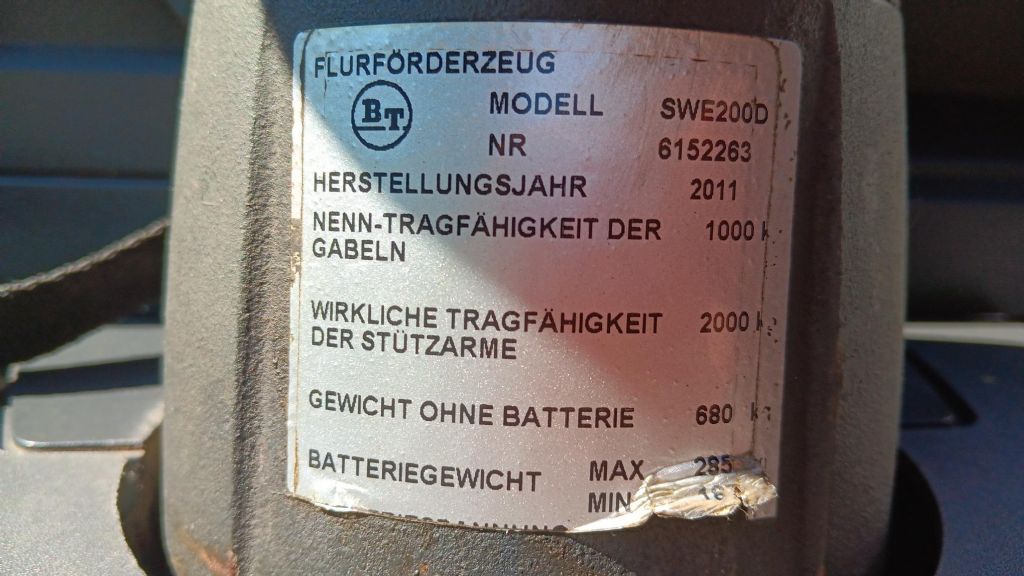 FLURFÖRDERZEUG
BT MODELL SWE200D
NR 6152263
HERSTELLUNGSJAHR 2011
NENN-TRAGFÄHIGKEIT DER 1000
GABELN
WIRKLICHE TRAGFÄHIGKEIT 2000
DER STÜTZARME
GEWICHT OHNE BATTERIE 680
BATTERIEGEWICHT MAX 285
MIN